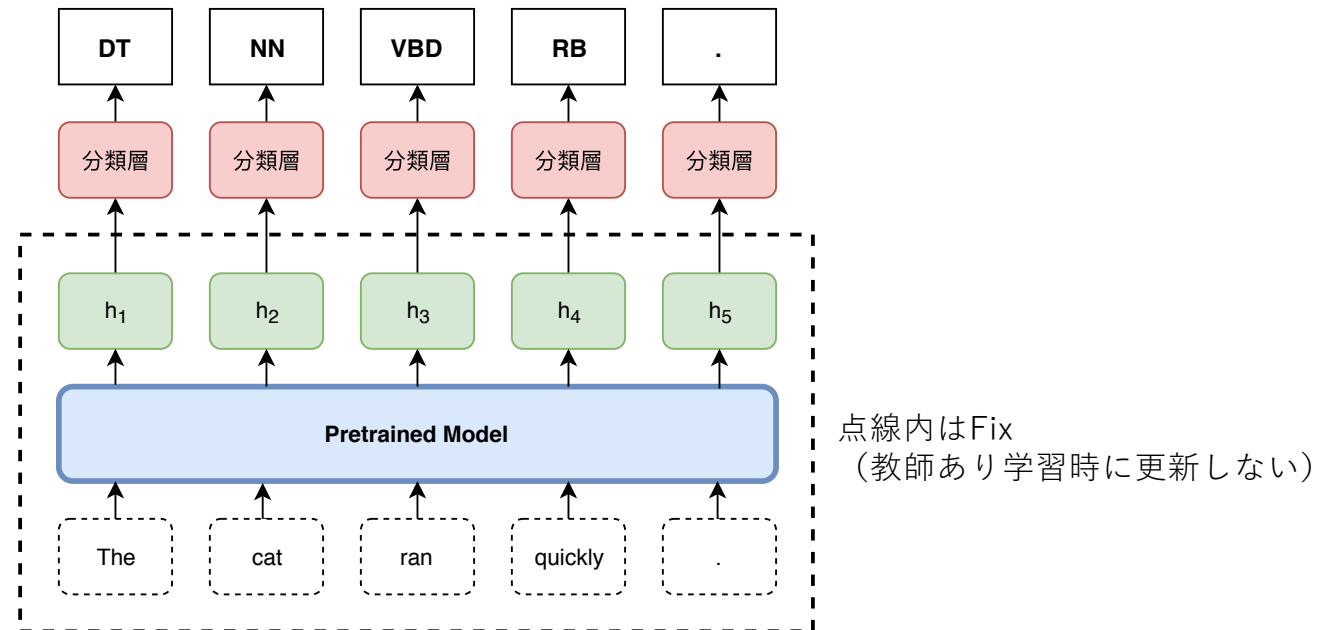 DT NN VBD RB .
分類層 分類層 分類層 分類層 分類層
h1 h2 h3 h4 h5
Pretrained Model
The cat ran quickly .
点線内はFix
（教師あり学習時に更新しない）